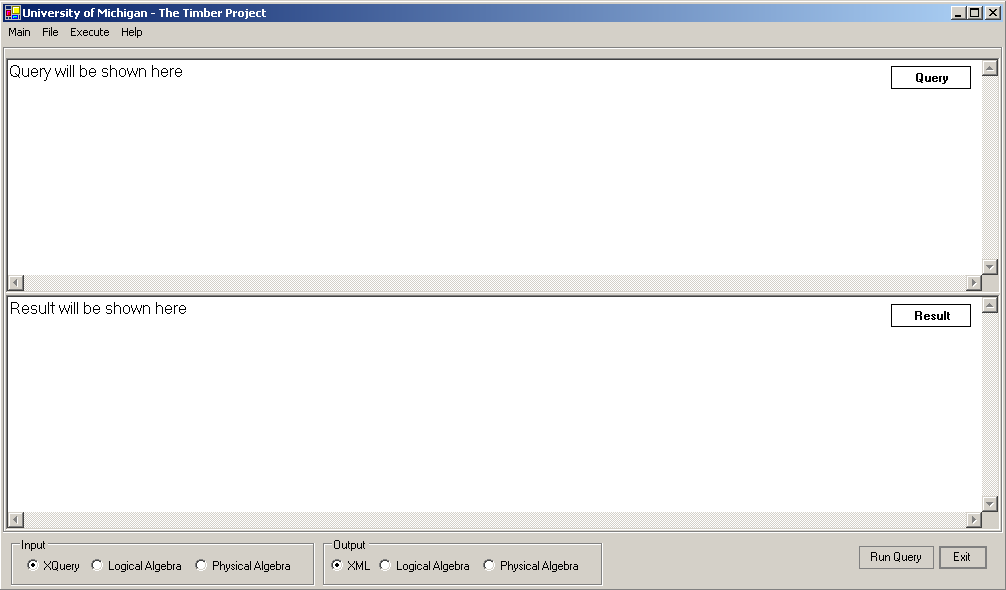 University of Michigan - The Timber Project
Main File Execute Help
Query will be shown here
Query
Result will be shown here
Result
Input
XQuery Logical Algebra Physical Algebra
Output
XML Logical Algebra Physical Algebra
Run Query Exit